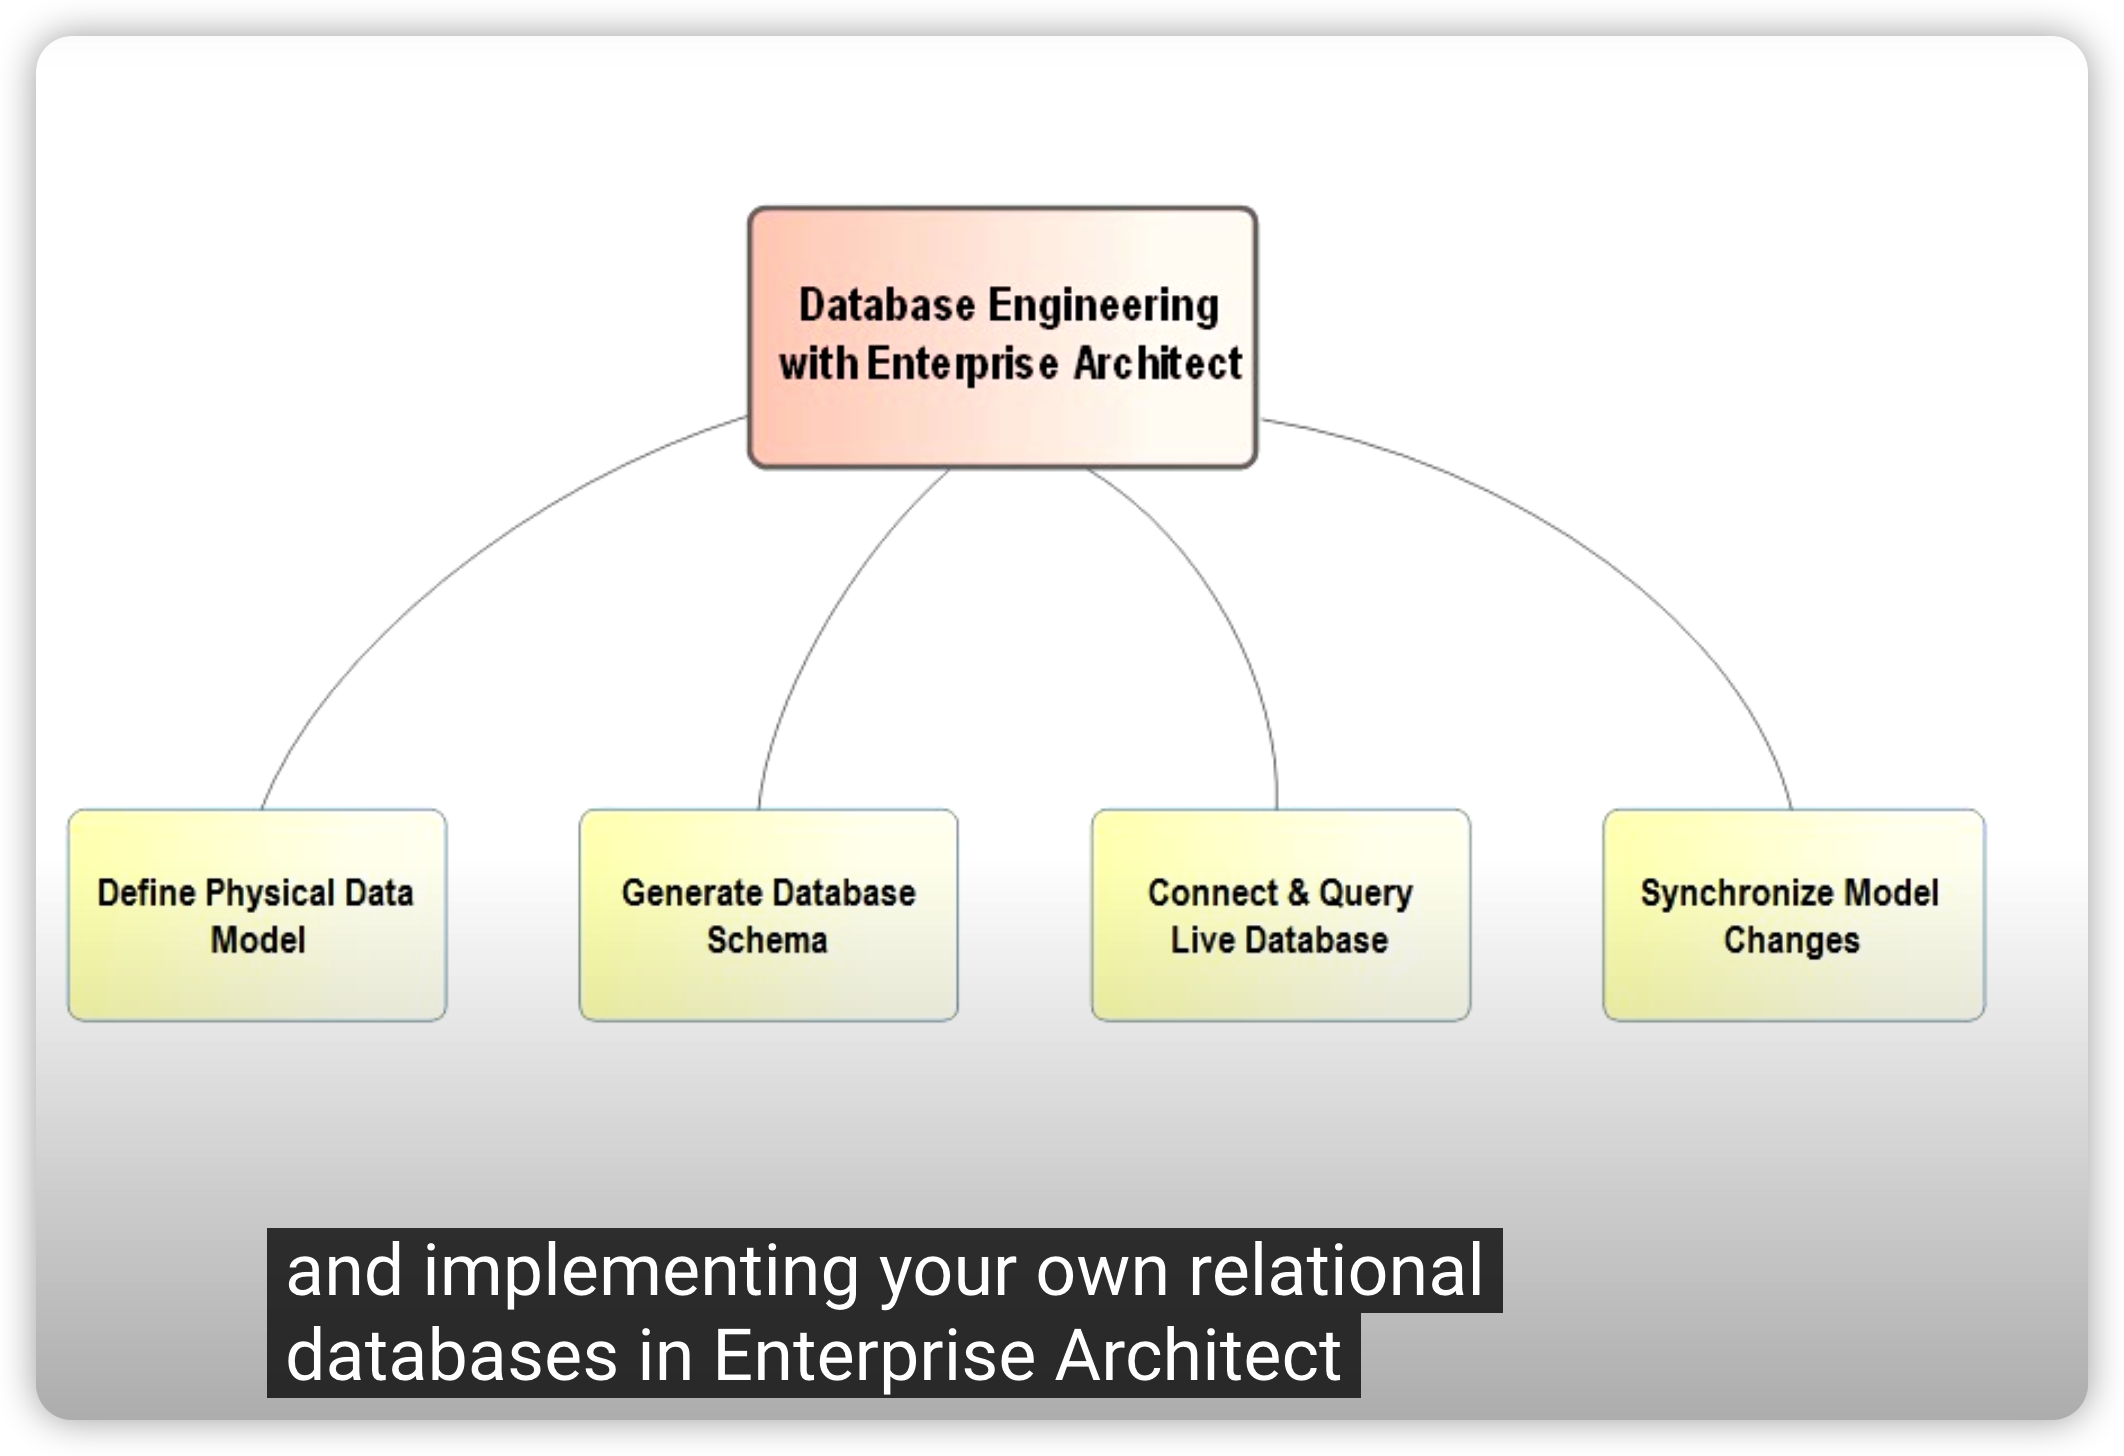 Database Engineering
with Enterprise Architect
Define Physical Data
Model
Generate Database
Schema
Connect & Query
Live Database
Synchronize Model
Changes
and implementing your own relational
databases in Enterprise Architect